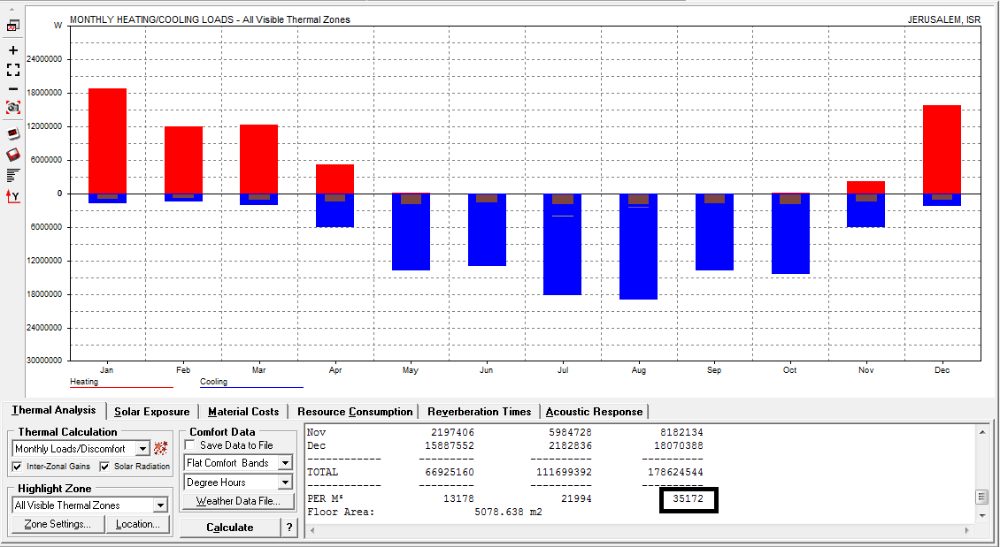 MONTHLY HEATING/COOLING LOADS - All Visible Thermal Zones JERUSALEM, ISR
W
24000000
18000000
12000000
6000000
0
6000000
12000000
18000000
24000000
30000000
Jan Feb Mar Apr May Jun Jul Aug Sep Oct Nov Dec
Heating Cooling
Thermal Analysis Solar Exposure Material Costs Resource Consumption Reverberation Times Acoustic Response
Thermal Calculation
Monthly Loads/Discomfort
Inter-Zonal Gains Solar Radiation
Highlight Zone
All Visible Thermal Zones
Zone Settings... Location...
Comfort Data
Save Data to File
Flat Comfort Bands
Degree Hours
Weather Data File...
Calculate ?
Nov 2197406 5984728 8182134
Dec 15887552 2182836 18070388
------------ ---------- ---------- ----------
TOTAL 66925160 111699392 178624544
------------ ---------- ---------- ----------
PER M² 13178 21994 35172
Floor Area: 5078.638 m2